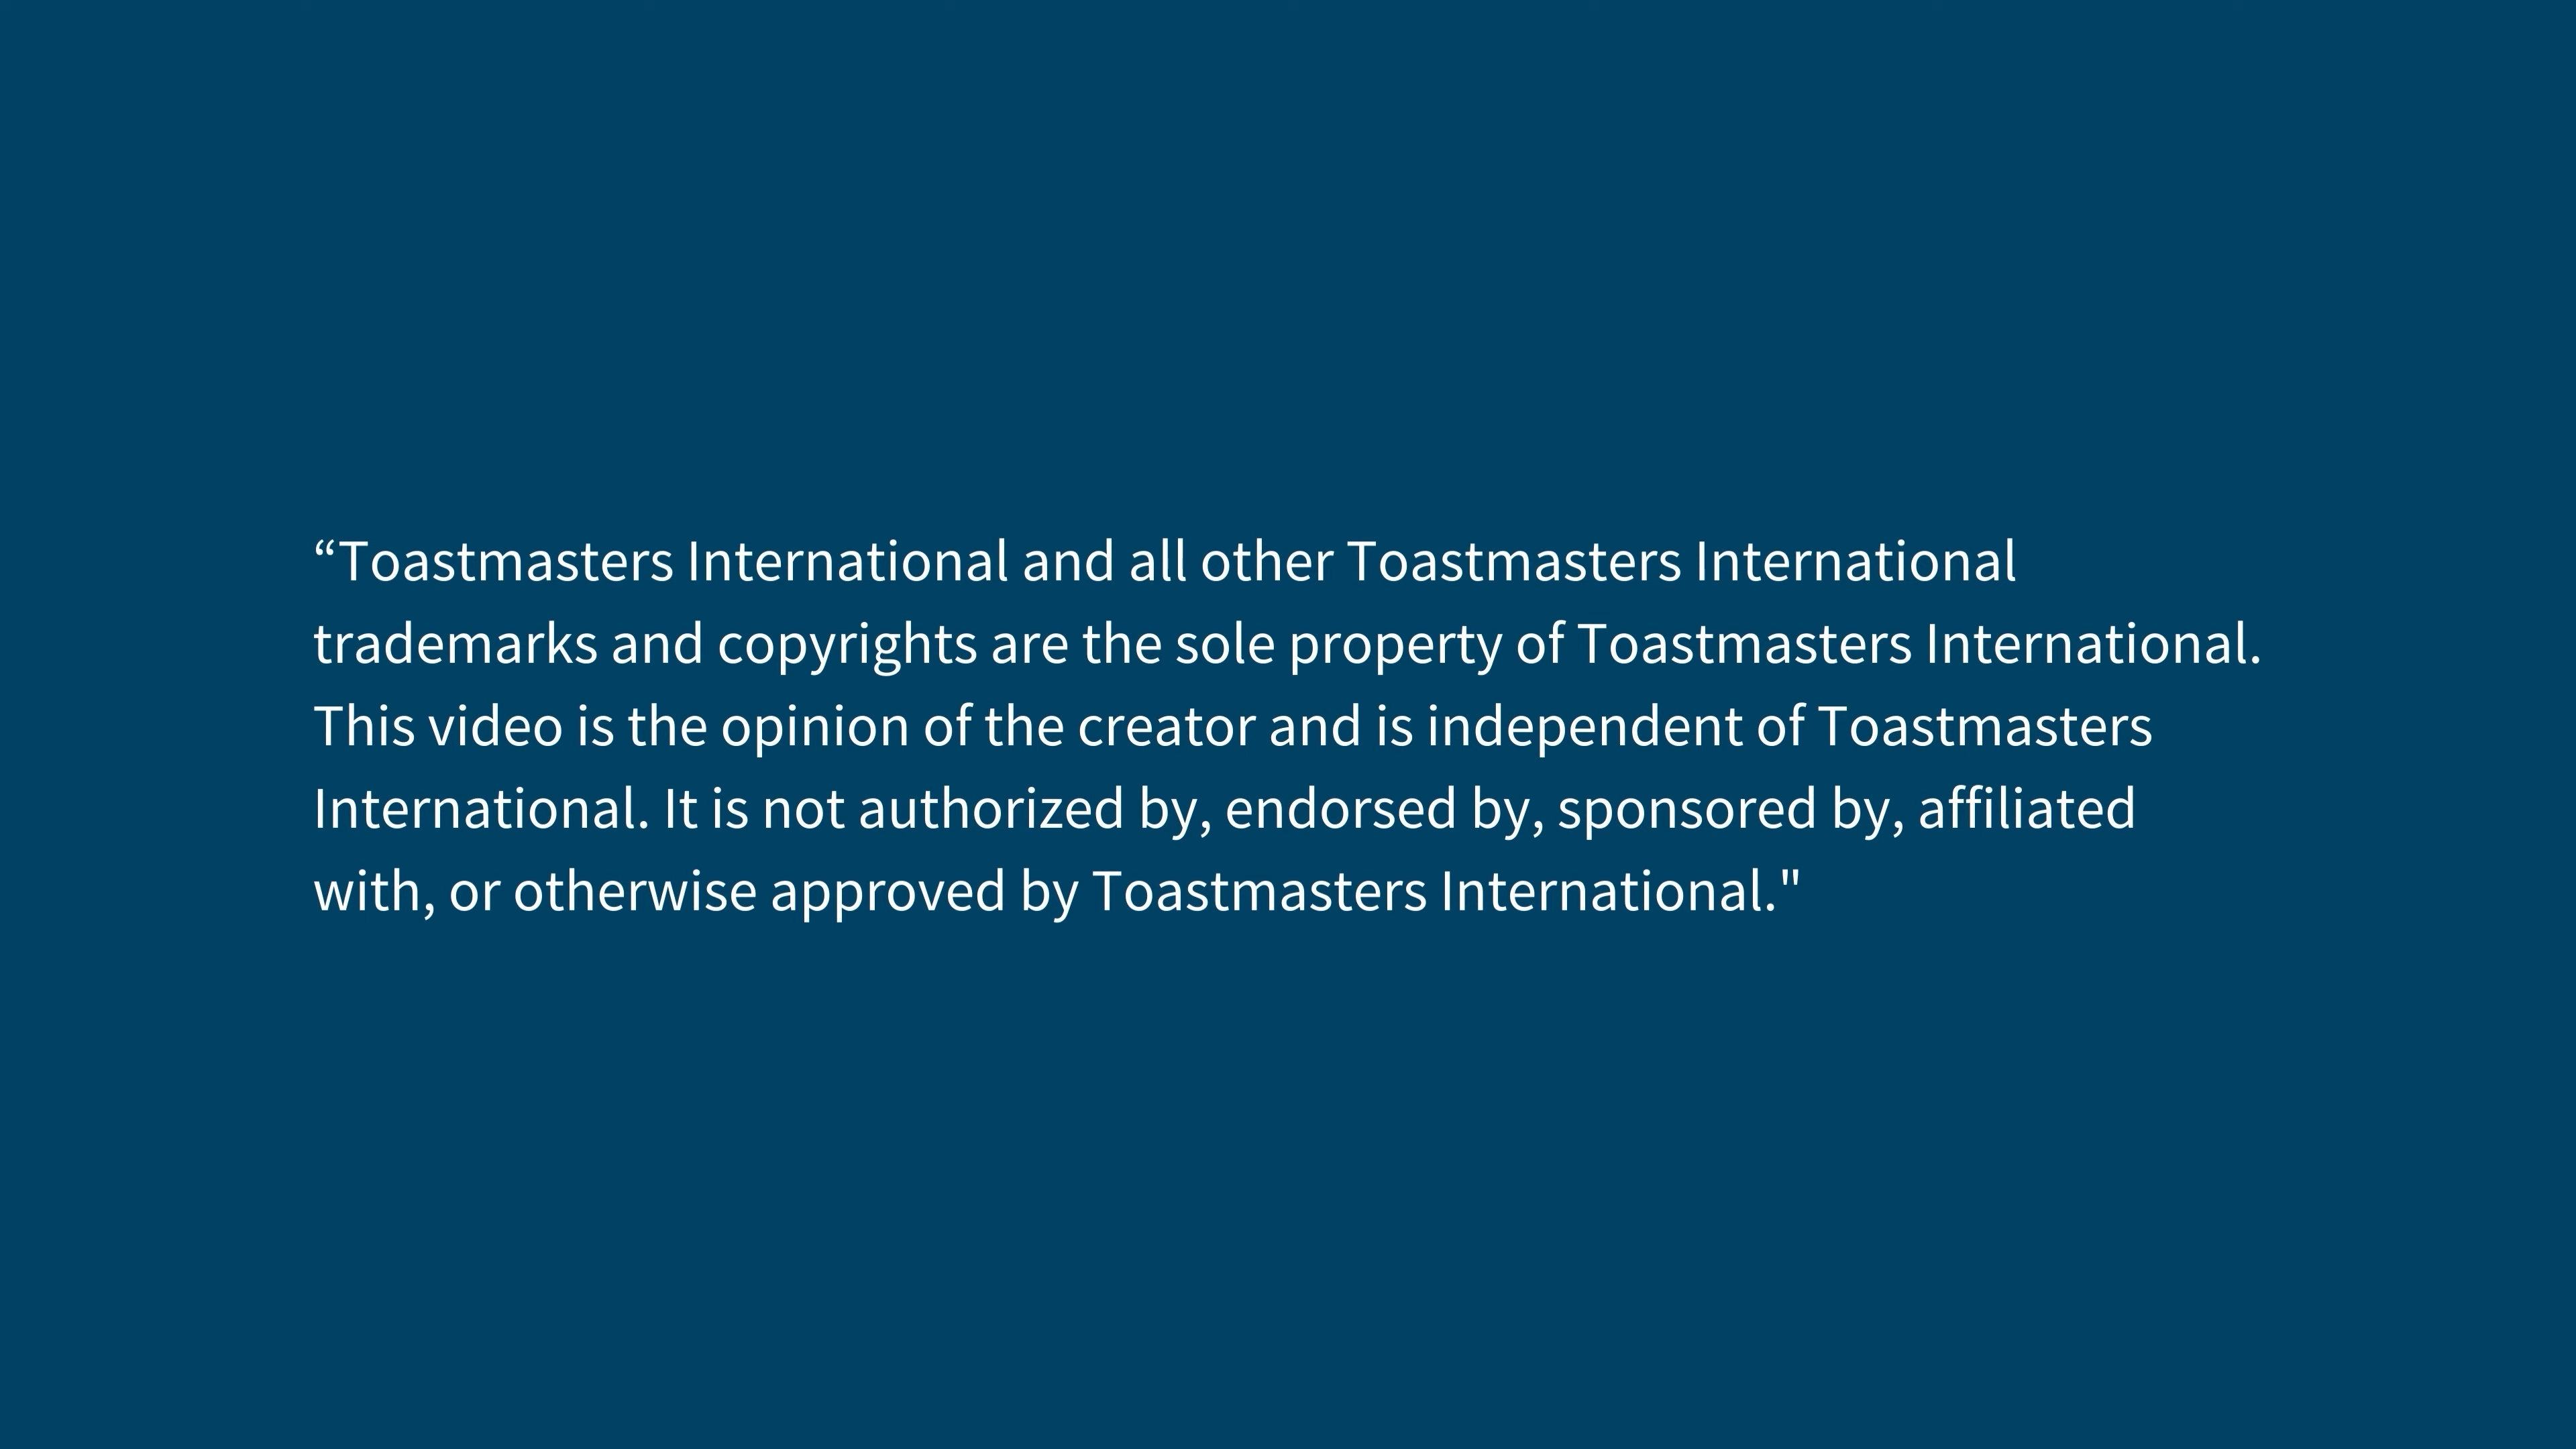 “Toastmasters International and all other Toastmasters International
trademarks and copyrights are the sole property of Toastmasters International.
This video is the opinion of the creator and is independent of Toastmasters
International. It is not authorized by, endorsed by, sponsored by, affiliated
with, or otherwise approved by Toastmasters International."